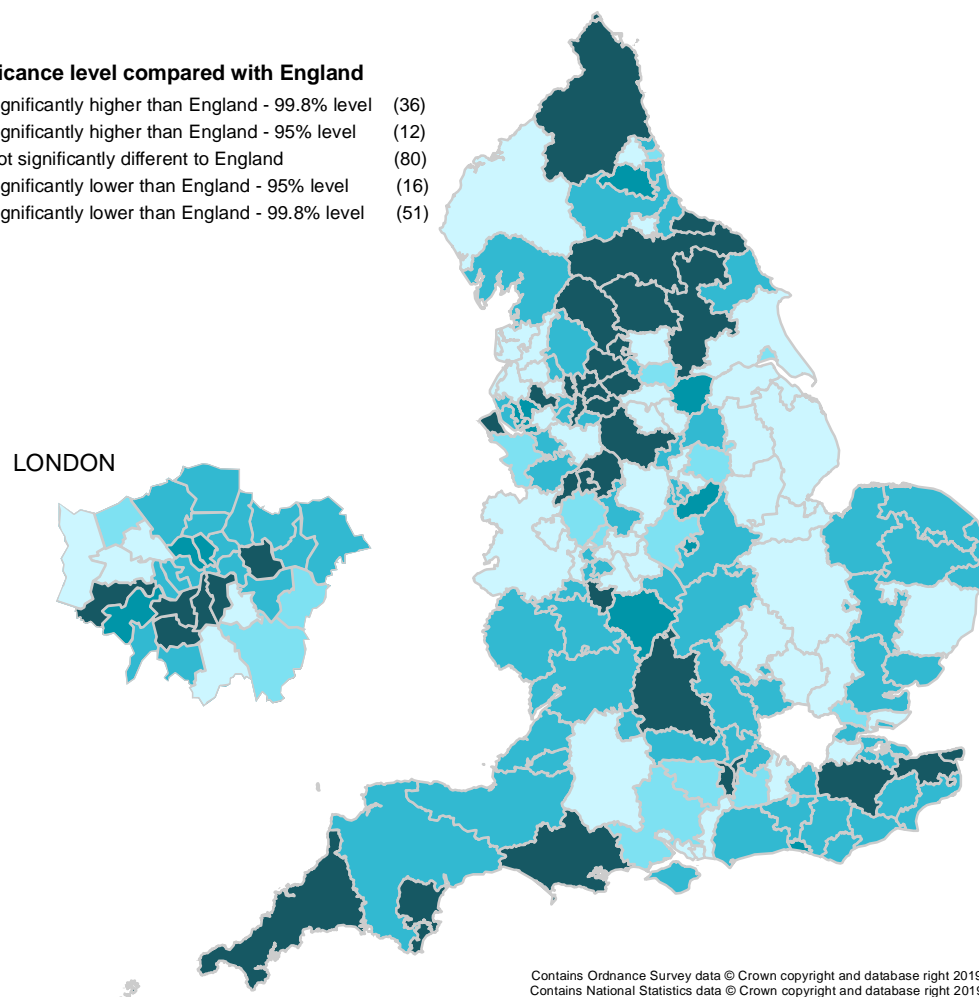 icance level compared with England
gnificantly higher than England - 99.8% level (36)
gnificantly higher than England - 95% level (12)
ot significantly different to England (80)
gnificantly lower than England - 95% level (16)
gnificantly lower than England - 99.8% level (51)
LONDON
Contains Ordnance Survey data © Crown copyright and database right 2019
Contains National Statistics data © Crown copyright and database right 2019